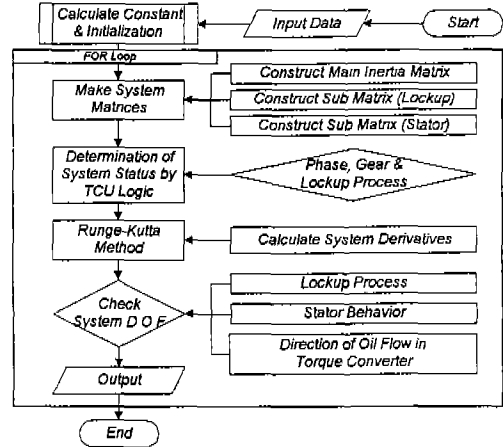 Calculate Constant
& Initialization
Input Data
Start
FOR Loop
Make System
Matrices
Construct Main Inertia Matrix
Construct Sub Matrix (Lockup)
Construct Sub Matrix (Stator)
Determination of
System Status by
TCU Logic
Phase, Gear &
Lockup Process
Runge-Kutta
Method
Calculate System Derivatives
Check
System D O F
Lockup Process
Stator Behavior
Direction of Oil Flow in
Torque Converter
Output
End